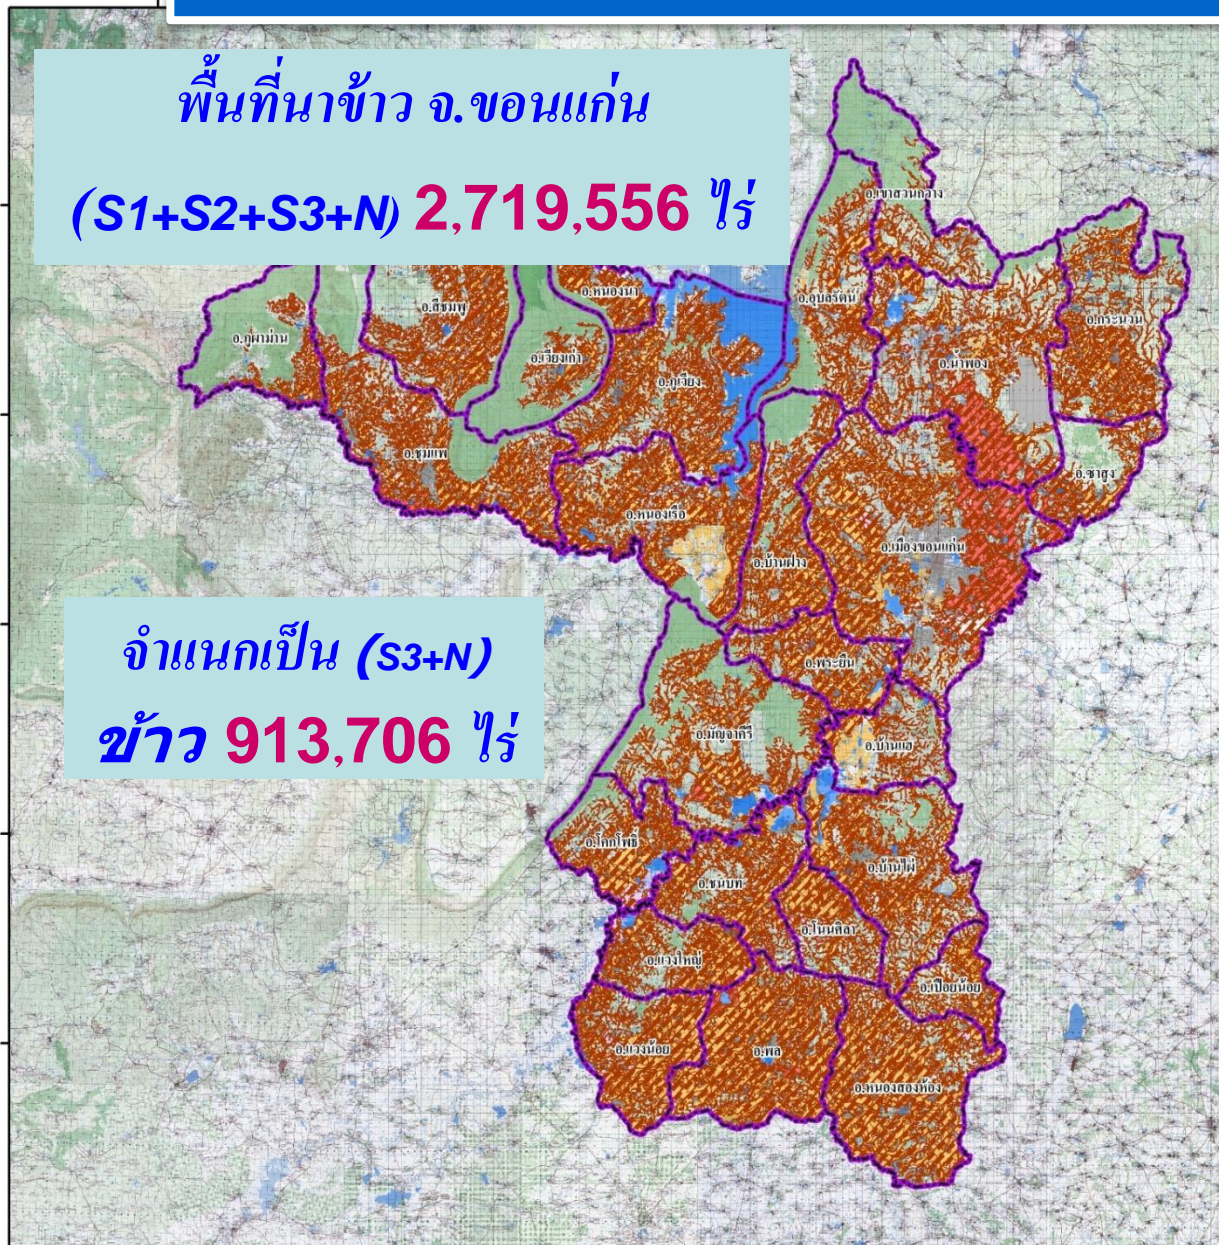 พื้นที่นาข้าว จ.ขอนแก่น
(S1+S2+S3+N) 2,719,556 ไร่
อ.เขาสวนกวาง
อ.หนองนา
อ.อุบลรัตน์
อ.สีชมพู
อ.กระนวน
อ.ภูผาม่าน
อ.เวียงเก่า
อ.น้ำพอง
อ.ภูเวียง
อ.ชุมแพ
อ.ซำสูง
อ.หนองเรือ
อ.เมืองขอนแก่น
อ.บ้านฝาง
จำแนกเป็น (S3+N)
ข้าว 913,706 ไร่
อ.พระยืน
อ.มัญจาคีรี
อ.บ้านแฮ
อ.โคกโพธิ์
อ.บ้านไผ่
อ.ชนบท
อ.โนนศิลา
อ.แวงใหญ่
อ.เปือยน้อย
อ.แวงน้อย
อ.พล
อ.หนองสองห้อง